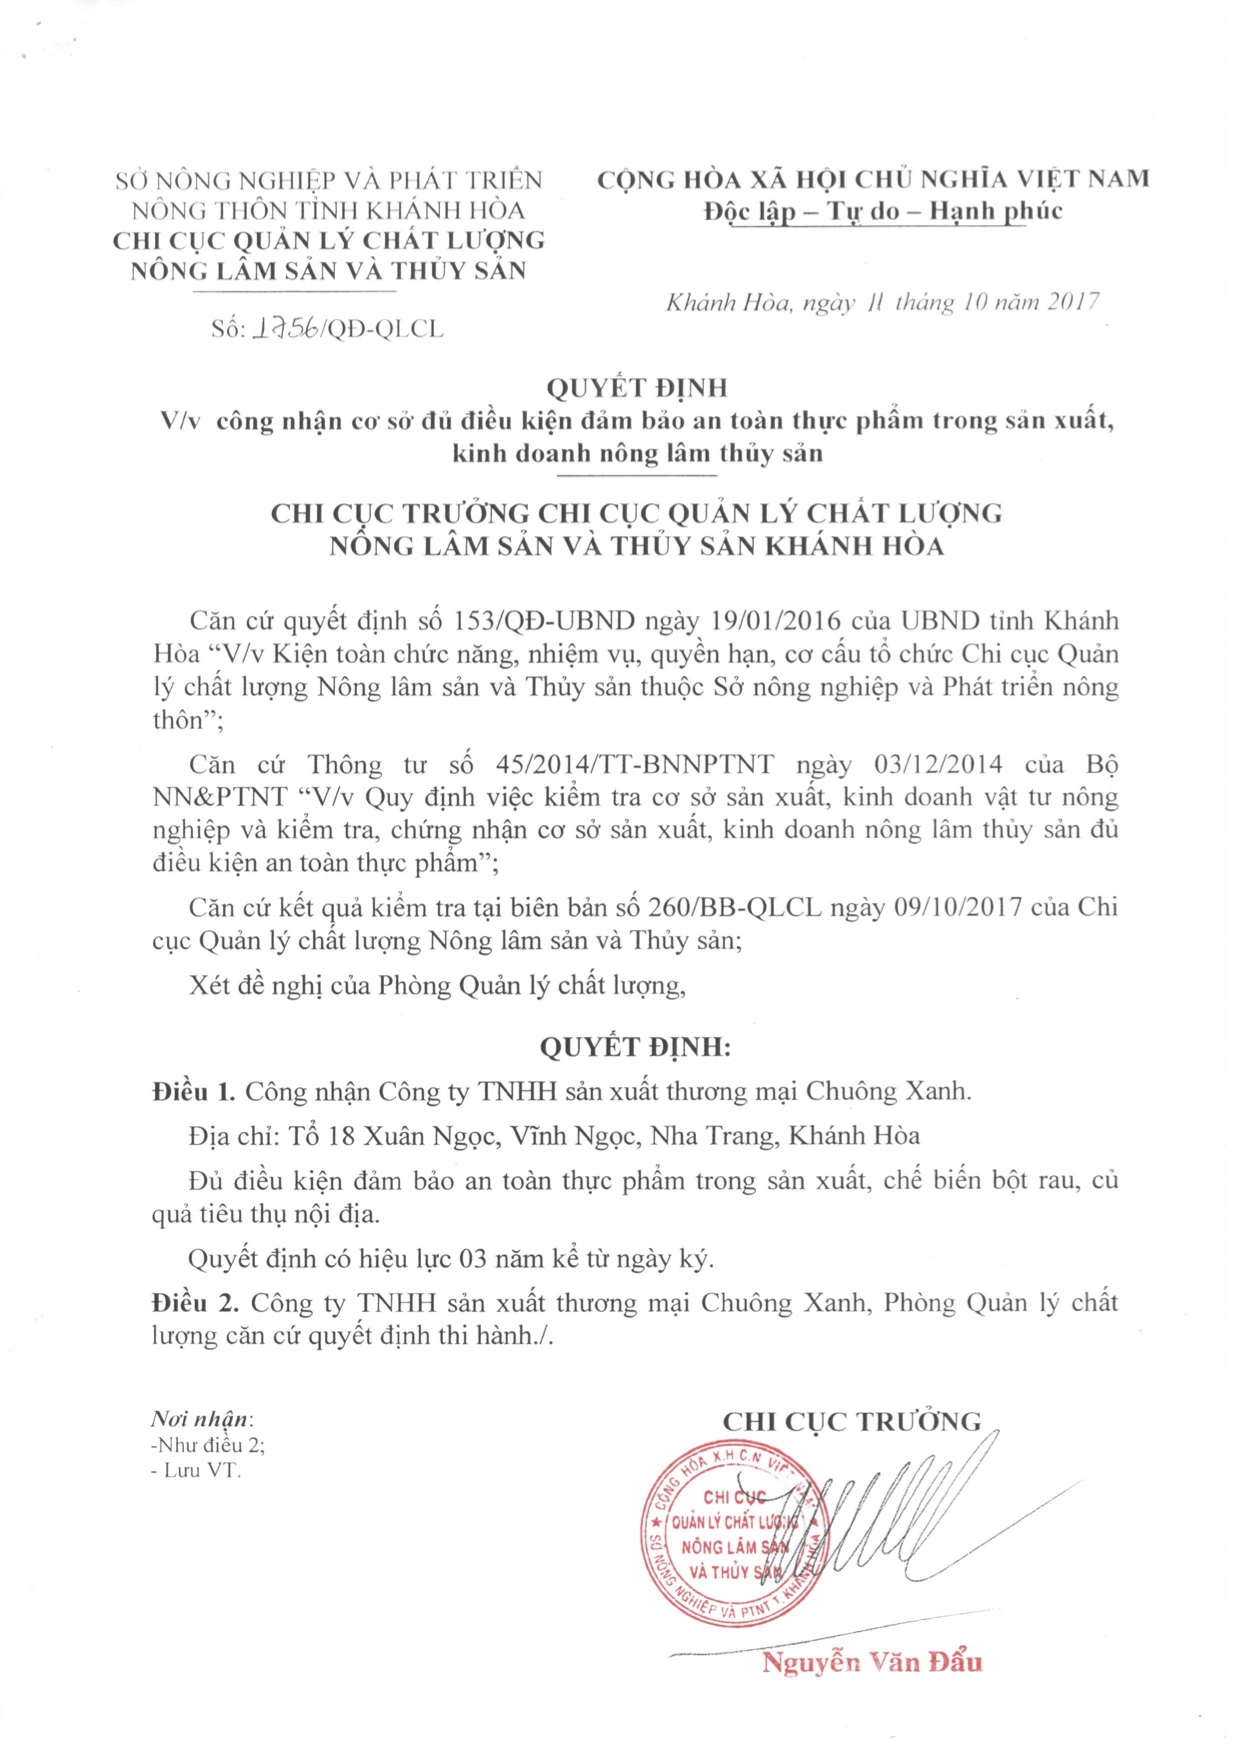 SỞ NÔNG NGHIỆP VÀ PHÁT TRIỂN
NÔNG THÔN TỈNH KHÁNH HÒA
CHI CỤC QUẢN LÝ CHẤT LƯỢNG
NÔNG LÂM SẢN VÀ THỦY SẢN
Số: 1756/QĐ-QLCL
CỘNG HÒA XÃ HỘI CHỦ NGHĨA VIỆT NAM
Độc lập – Tự do – Hạnh phúc
Khánh Hòa, ngày 11 tháng 10 năm 2017
QUYẾT ĐỊNH
V/v công nhận cơ sở đủ điều kiện đảm bảo an toàn thực phẩm trong sản xuất,
kinh doanh nông lâm thủy sản
CHI CỤC TRƯỞNG CHI CỤC QUẢN LÝ CHẤT LƯỢNG
NÔNG LÂM SẢN VÀ THỦY SẢN KHÁNH HÒA
Căn cứ quyết định số 153/QĐ-UBND ngày 19/01/2016 của UBND tỉnh Khánh
Hòa “V/v Kiện toàn chức năng, nhiệm vụ, quyền hạn, cơ cấu tổ chức Chi cục Quản
lý chất lượng Nông lâm sản và Thủy sản thuộc Sở nông nghiệp và Phát triển nông
thôn”;
Căn cứ Thông tư số 45/2014/TT-BNNPTNT ngày 03/12/2014 của Bộ
NN&PTNT “V/v Quy định việc kiểm tra cơ sở sản xuất, kinh doanh vật tư nông
nghiệp và kiểm tra, chứng nhận cơ sở sản xuất, kinh doanh nông lâm thủy sản đủ
điều kiện an toàn thực phẩm”;
Căn cứ kết quả kiểm tra tại biên bản số 260/BB-QLCL ngày 09/10/2017 của Chi
cục Quản lý chất lượng Nông lâm sản và Thủy sản;
Xét đề nghị của Phòng Quản lý chất lượng,
QUYẾT ĐỊNH:
Điều 1. Công nhận Công ty TNHH sản xuất thương mại Chuông Xanh.
Địa chỉ: Tổ 18 Xuân Ngọc, Vĩnh Ngọc, Nha Trang, Khánh Hòa
Đủ điều kiện đảm bảo an toàn thực phẩm trong sản xuất, chế biến bột rau, củ
quả tiêu thụ nội địa.
Quyết định có hiệu lực 03 năm kể từ ngày ký.
Điều 2. Công ty TNHH sản xuất thương mại Chuông Xanh, Phòng Quản lý chất
lượng căn cứ quyết định thi hành./.
Nơi nhận:
-Như điều 2;
- Lưu VT.
CHI CỤC TRƯỞNG
CỘNG HÒA X.H.C.N VIỆT NAM
CHI CỤC
QUẢN LÝ CHẤT LƯỢNG
NÔNG LÂM SẢN
VÀ THỦY SẢN
SỞ NÔNG NGHIỆP VÀ PTNT T. KHÁNH HÒA
Nguyễn Văn Đẩu